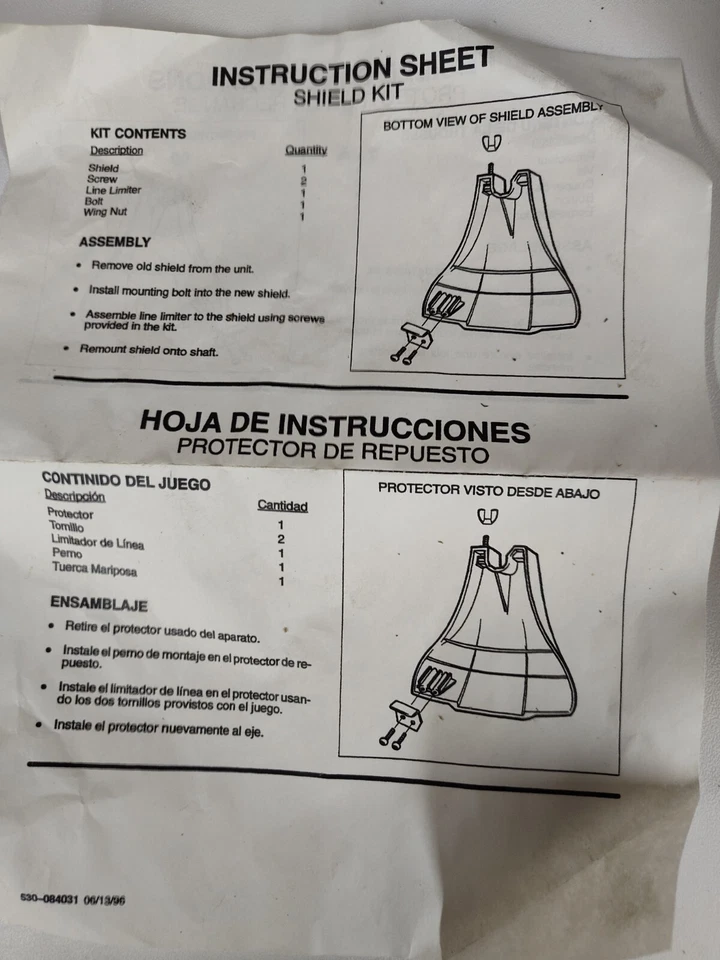 INSTRUCTION SHEET
SHIELD KIT
KIT CONTENTS
Description Quantity
Shield 1
Screw 2
Line Limiter 1
Bolt 1
Wing Nut 1
ASSEMBLY
• Remove old shield from the unit.
• Install mounting bolt into the new shield.
• Assemble line limiter to the shield using screws
provided in the kit.
• Remount shield onto shaft.
BOTTOM VIEW OF SHIELD ASSEMBLY
HOJA DE INSTRUCCIONES
PROTECTOR DE REPUESTO
CONTINIDO DEL JUEGO
Descripción Cantidad
Protector 1
Tornillo 2
Limitador de Línea 1
Perno 1
Tuerca Mariposa 1
ENSAMBLAJE
• Retire el protector usado del aparato.
• Instale el perno de montaje en el protector de re-
puesto.
• Instale el limitador de línea en el protector usan-
do los dos tornillos provistos con el juego.
• Instale el protector nuevamente al eje.
PROTECTOR VISTO DESDE ABAJO
530-084031 06/13/96